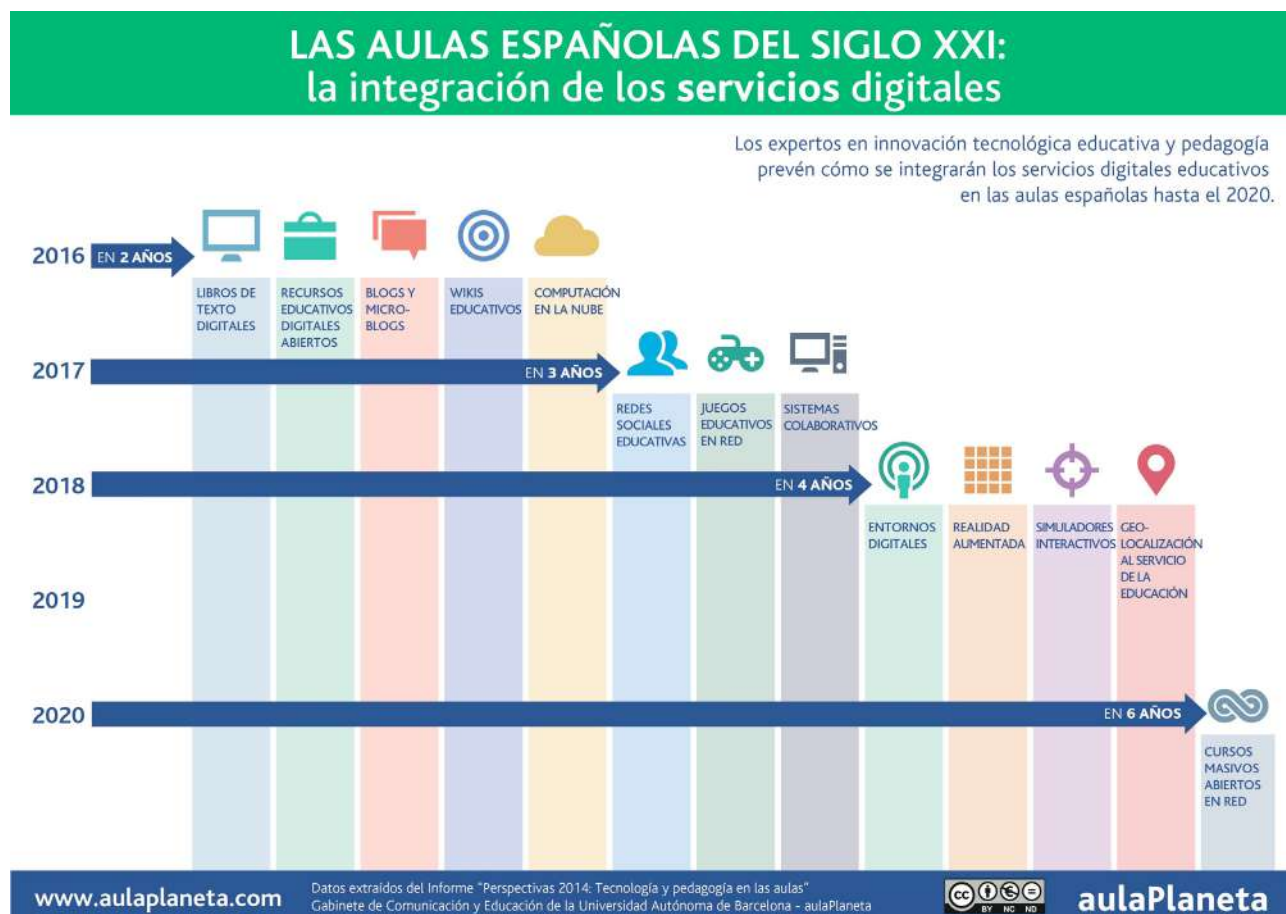 LAS AULAS ESPAÑOLAS DEL SIGLO XXI:
la integración de los servicios digitales
Los expertos en innovación tecnológica educativa y pedagogía
prevén cómo se integrarán los servicios digitales educativos
en las aulas españolas hasta el 2020.
2016
EN 2 AÑOS
LIBROS DE
TEXTO
DIGITALES
RECURSOS
EDUCATIVOS
DIGITALES
ABIERTOS
BLOGS Y
MICRO-
BLOGS
WIKIS
EDUCATIVOS
COMPUTACIÓN
EN LA NUBE
2017
EN 3 AÑOS
REDES
SOCIALES
EDUCATIVAS
JUEGOS
EDUCATIVOS
EN RED
SISTEMAS
COLABORATIVOS
2018
EN 4 AÑOS
ENTORNOS
DIGITALES
REALIDAD
AUMENTADA
SIMULADORES
INTERACTIVOS
GEO-
LOCALIZACIÓN
AL SERVICIO
DE LA
EDUCACIÓN
2019
2020
EN 6 AÑOS
CURSOS
MASIVOS
ABIERTOS
EN RED
www.aulaplaneta.com
Datos extraídos del Informe "Perspectivas 2014: Tecnología y pedagogía en las aulas"
Gabinete de Comunicación y Educación de la Universidad Autónoma de Barcelona - aulaPlaneta
cc
BY NC ND
aulaPlaneta